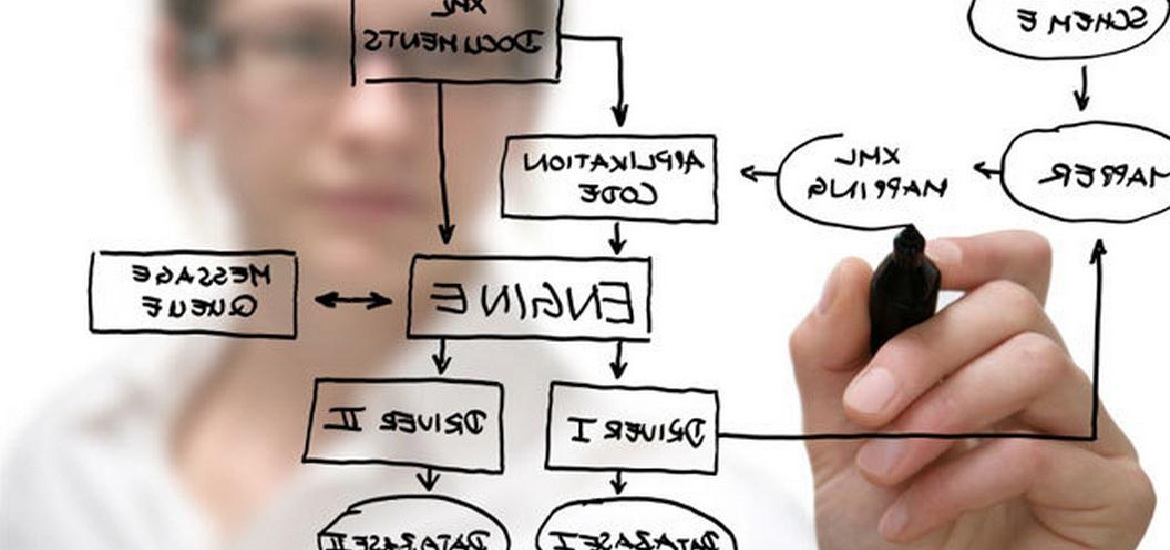 XML
DOCUMENTS
SCHEME
APPLIKATION
CODE
XML
MAPPING
MAPPER
MESSAGE
QUEUE
ENGINE
DRIVER II
DRIVER I
DATABASE II
DATABASE I